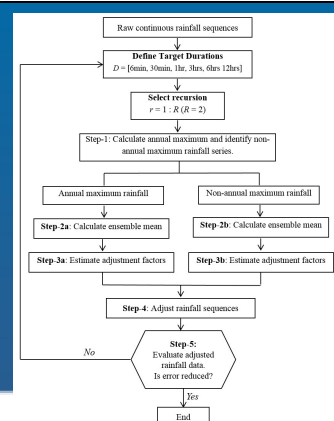 Raw continuous rainfall sequences
Define Target Durations
D = [6min, 30min, 1hr, 3hrs, 6hrs 12hrs]
Select recursion
r = 1 : R (R = 2)
Step-1: Calculate annual maximum and identify non-
annual maximum rainfall series.
Annual maximum rainfall
Non-annual maximum rainfall
Step-2a: Calculate ensemble mean
Step-2b: Calculate ensemble mean
Step-3a: Estimate adjustment factors
Step-3b: Estimate adjustment factors
Step-4: Adjust rainfall sequences
Step-5:
Evaluate adjusted
rainfall data.
Is error reduced?
No
Yes
End